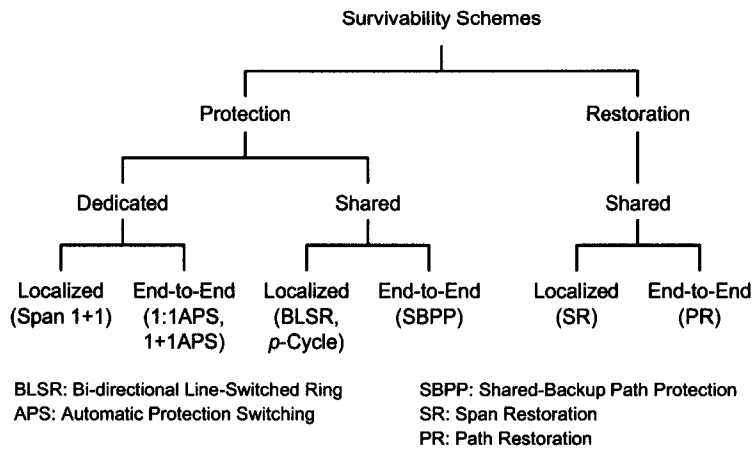 Survivability Schemes
Protection
Restoration
Dedicated
Shared
Shared
Localized
(Span 1+1)
End-to-End
(1:1APS,
1+1APS)
Localized
(BLSR,
p-Cycle)
End-to-End
(SBPP)
Localized
(SR)
End-to-End
(PR)
BLSR: Bi-directional Line-Switched Ring
APS: Automatic Protection Switching
SBPP: Shared-Backup Path Protection
SR: Span Restoration
PR: Path Restoration